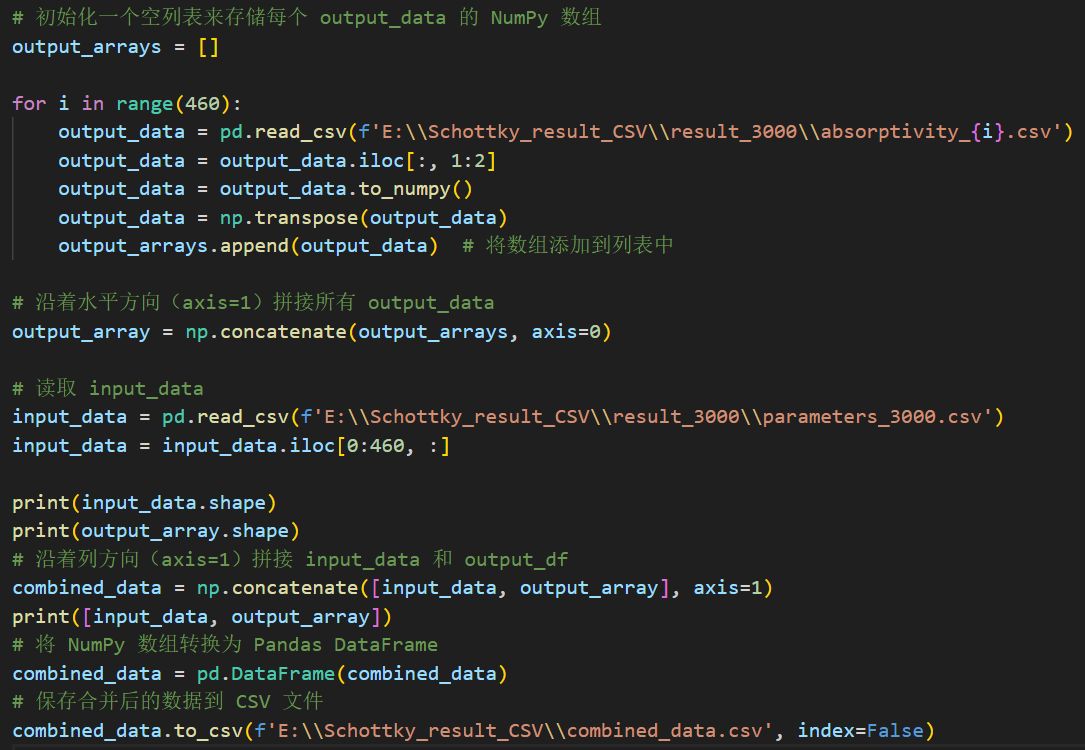 # 初始化一个空列表来存储每个 output_data 的 NumPy 数组
output_arrays = []
for i in range(460):
    output_data = pd.read_csv(f'E:\\Schottky_result_CSV\\result_3000\\absorptivity_{i}.csv')
    output_data = output_data.iloc[:, 1:2]
    output_data = output_data.to_numpy()
    output_data = np.transpose(output_data)
    output_arrays.append(output_data)  # 将数组添加到列表中
# 沿着水平方向（axis=1）拼接所有 output_data
output_array = np.concatenate(output_arrays, axis=0)
# 读取 input_data
input_data = pd.read_csv(f'E:\\Schottky_result_CSV\\result_3000\\parameters_3000.csv')
input_data = input_data.iloc[0:460, :]
print(input_data.shape)
print(output_array.shape)
# 沿着列方向（axis=1）拼接 input_data 和 output_df
combined_data = np.concatenate([input_data, output_array], axis=1)
print([input_data, output_array])
# 将 NumPy 数组转换为 Pandas DataFrame
combined_data = pd.DataFrame(combined_data)
# 保存合并后的数据到 CSV 文件
combined_data.to_csv(f'E:\\Schottky_result_CSV\\combined_data.csv', index=False)